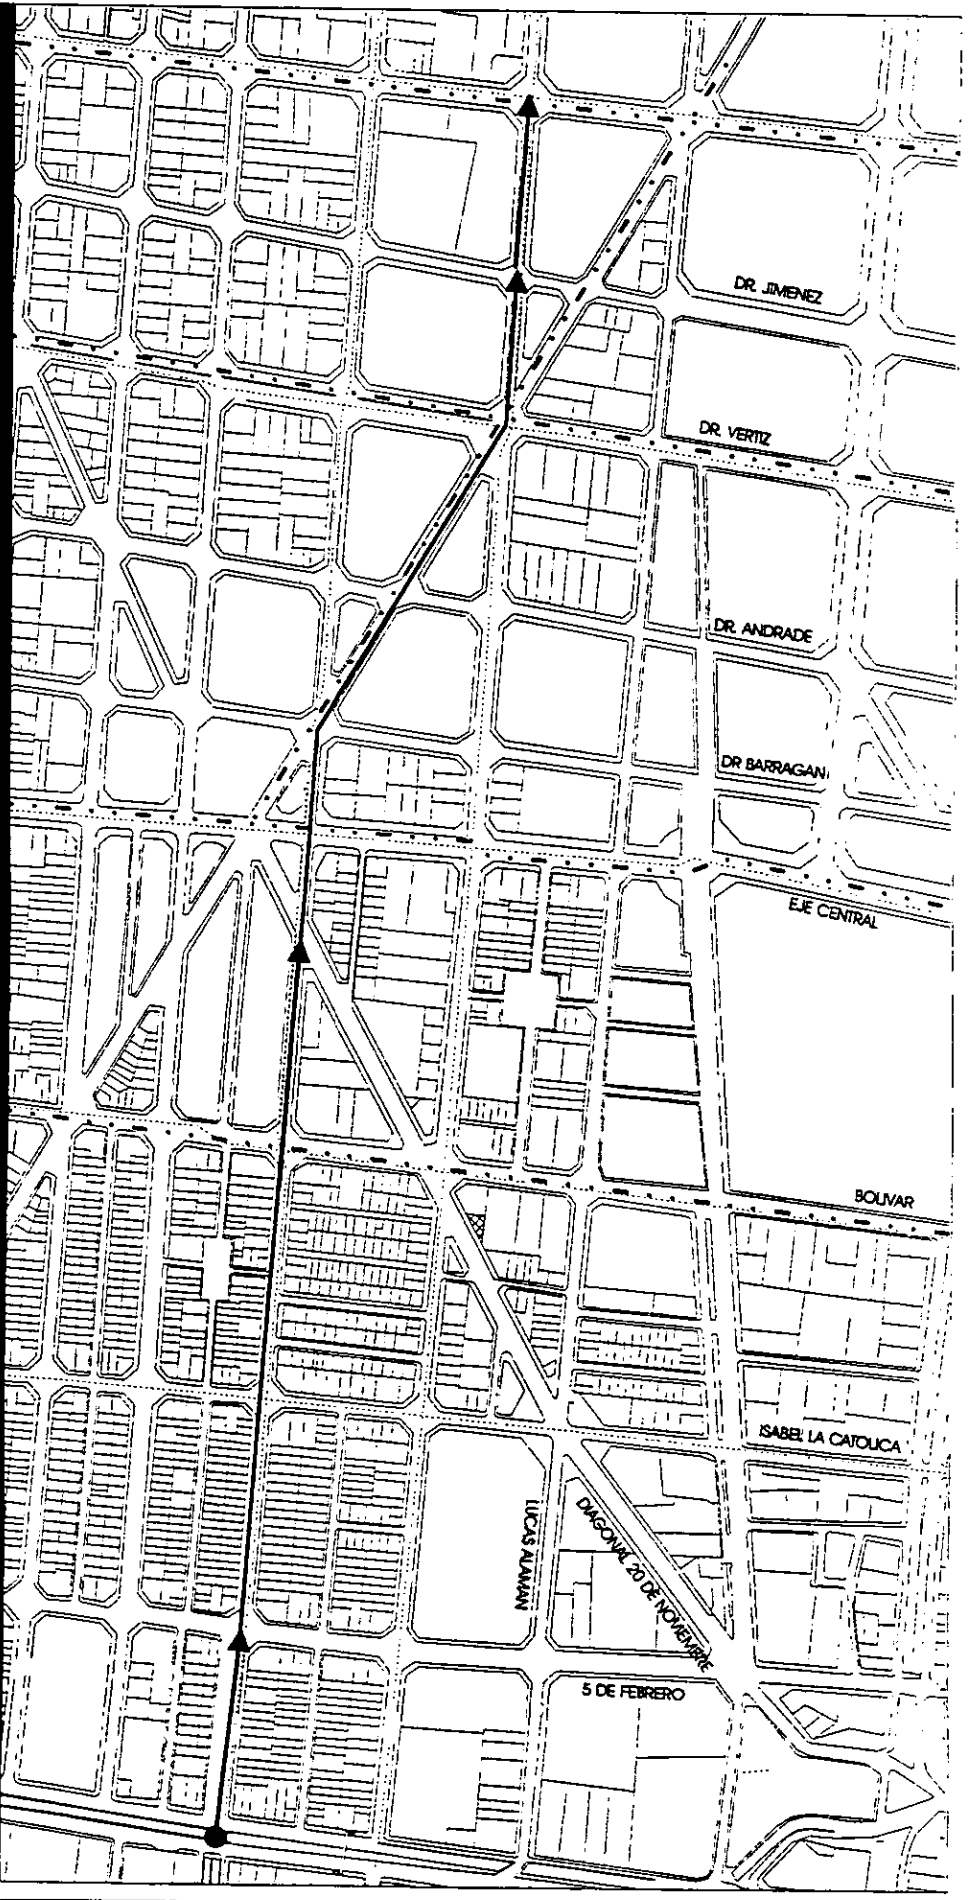 DR. JIMENEZ
DR. VERTIZ
DR. ANDRADE
DR BARRAGAN
EJE CENTRAL
BOLIVAR
ISABEL LA CATOLICA
LUCAS ALAMAN
DIAGONAL 20 DE NOVIEMBRE
5 DE FEBRERO